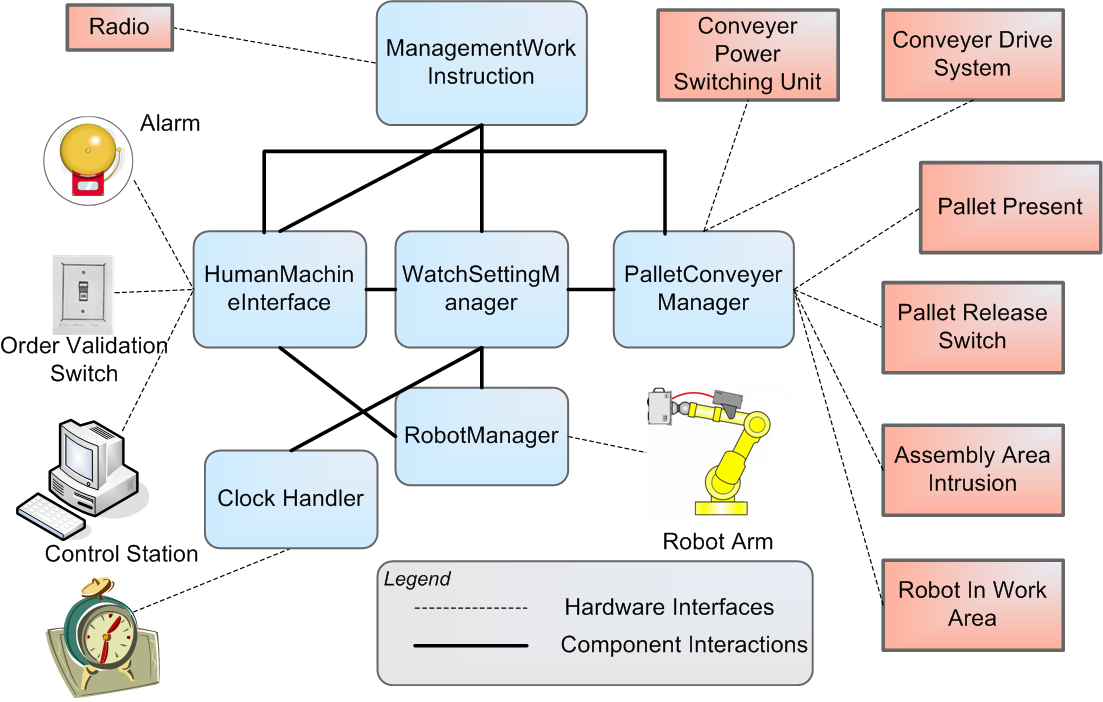 Radio
ManagementWork
Instruction
Conveyer
Power
Switching Unit
Conveyer Drive
System
Alarm
Pallet Present
HumanMachin
eInterface
WatchSettingM
anager
PalletConveyer
Manager
Order Validation
Switch
Pallet Release
Switch
RobotManager
Clock Handler
Assembly Area
Intrusion
Control Station
Robot Arm
Robot In Work
Area
Legend
Hardware Interfaces
Component Interactions